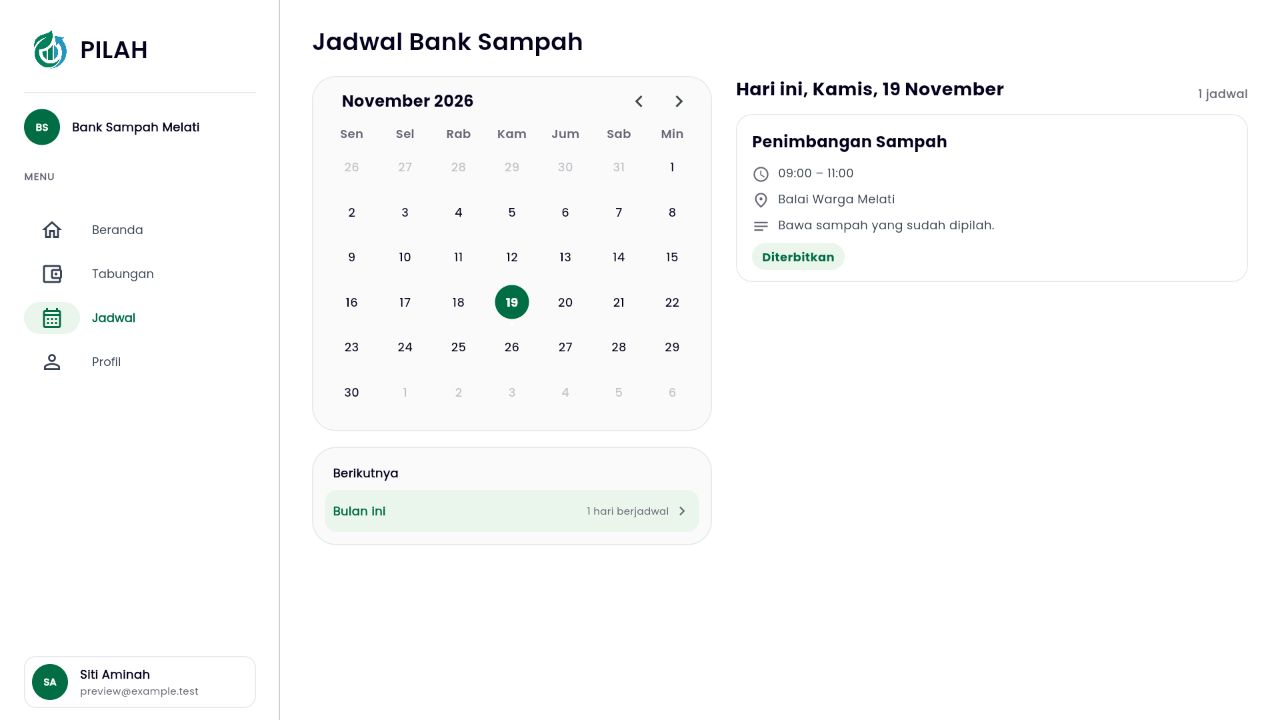 PILAH
BS
Bank Sampah Melati
MENU
Beranda
Tabungan
Jadwal
Profil
SA
Siti Aminah
preview@example.test
Jadwal Bank Sampah
November 2026
Sen Sel Rab Kam Jum Sab Min
26 27 28 29 30 31 1
2 3 4 5 6 7 8
9 10 11 12 13 14 15
16 17 18 19 20 21 22
23 24 25 26 27 28 29
30 1 2 3 4 5 6
Berikutnya
Bulan ini 1 hari berjadwal
Hari ini, Kamis, 19 November
1 jadwal
Penimbangan Sampah
09:00 – 11:00
Balai Warga Melati
Bawa sampah yang sudah dipilah.
Diterbitkan